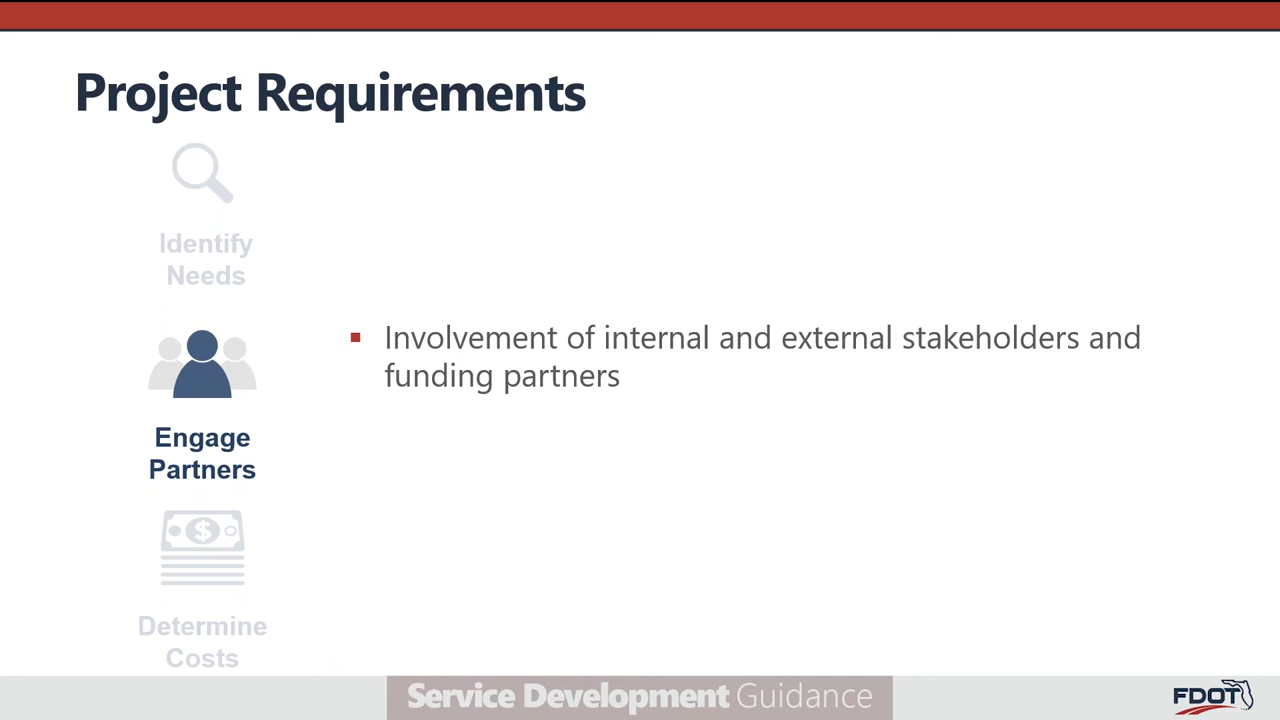 Project Requirements
Identify
Needs
Involvement of internal and external stakeholders and
funding partners
Engage
Partners
$
Determine
Costs
Service Development Guidance
FDOT